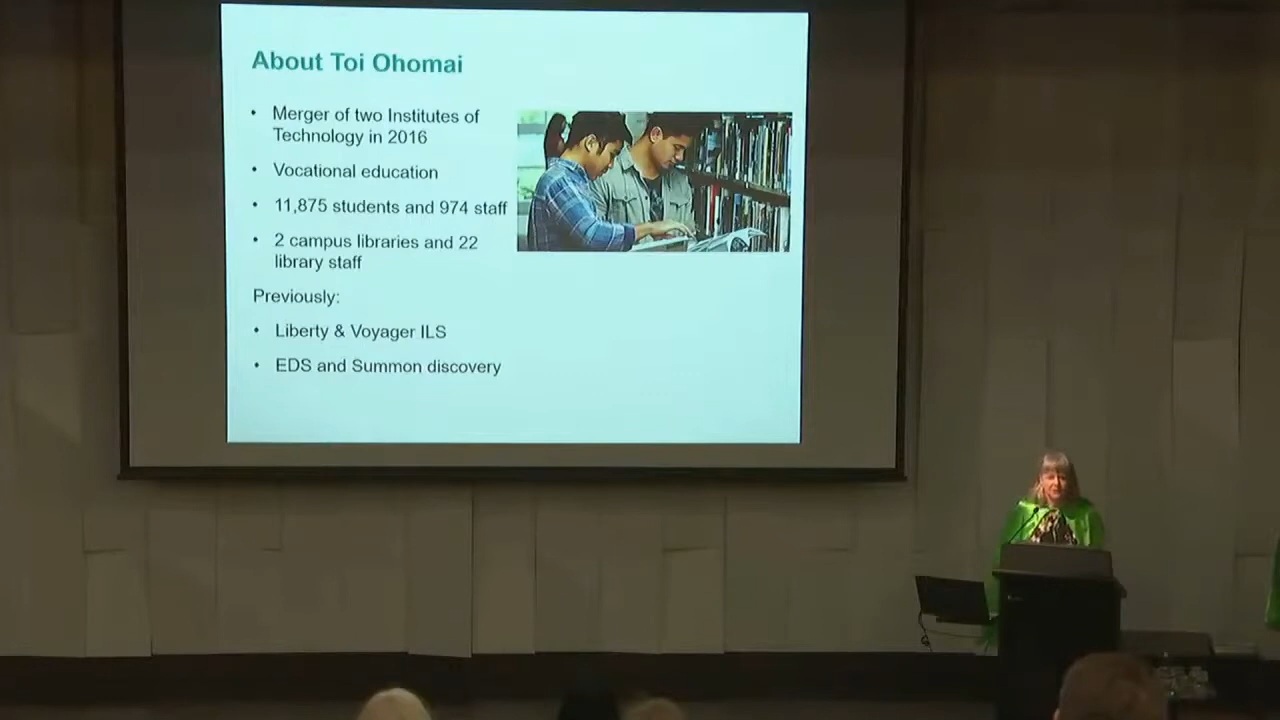 About Toi Ohomai
• Merger of two Institutes of
Technology in 2016
• Vocational education
• 11,875 students and 974 staff
• 2 campus libraries and 22
library staff
Previously:
• Liberty & Voyager ILS
• EDS and Summon discovery